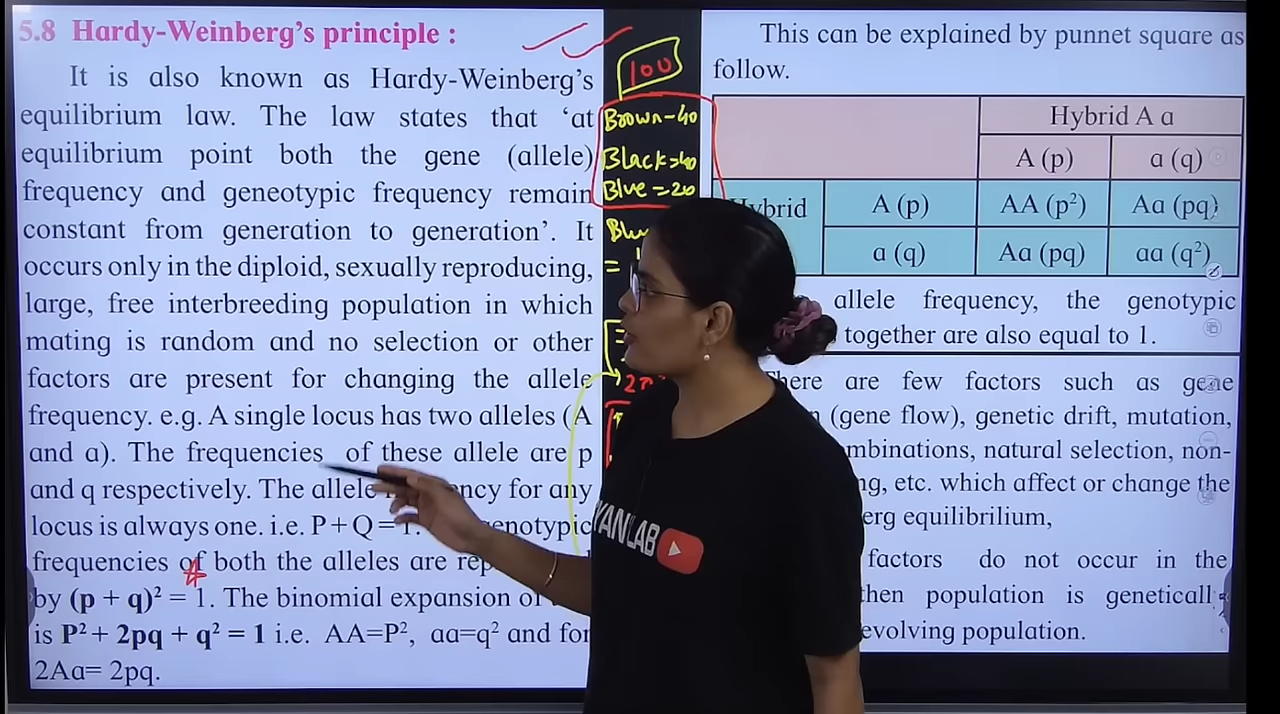 5.8 Hardy-Weinberg's principle :
It is also known as Hardy-Weinberg's
equilibrium law. The law states that 'at
equilibrium point both the gene (allele)
frequency and geneotypic frequency remain
constant from generation to generation'. It
occurs only in the diploid, sexually reproducing,
large, free interbreeding population in which
mating is random and no selection or other
factors are present for changing the allele
frequency. e.g. A single locus has two alleles (A
and a). The frequencies of these allele are p
and q respectively. The allele for any
locus is always one. i.e. P + Q = 1.
frequencies of both the alleles are
by (p + q)² = 1. The binomial expansion of
is P² + 2pq + q² = 1 i.e. AA=P², aa=q² and for
2Aa= 2pq.
100
Brown-40
Black=40
Blue=20
=
This can be explained by punnet square as
follow.
Hybrid A a
A (p) a (q)
A (p) AA (p²) Aa (pq)
a (q) Aa (pq) aa (q²)
allele frequency, the genotypic
together are also equal to 1.
are few factors such as gene
(gene flow), genetic drift, mutation,
natural selection, non-
etc. which affect or change the
equilibrilium,
factors do not occur in the
then population is
evolving population.